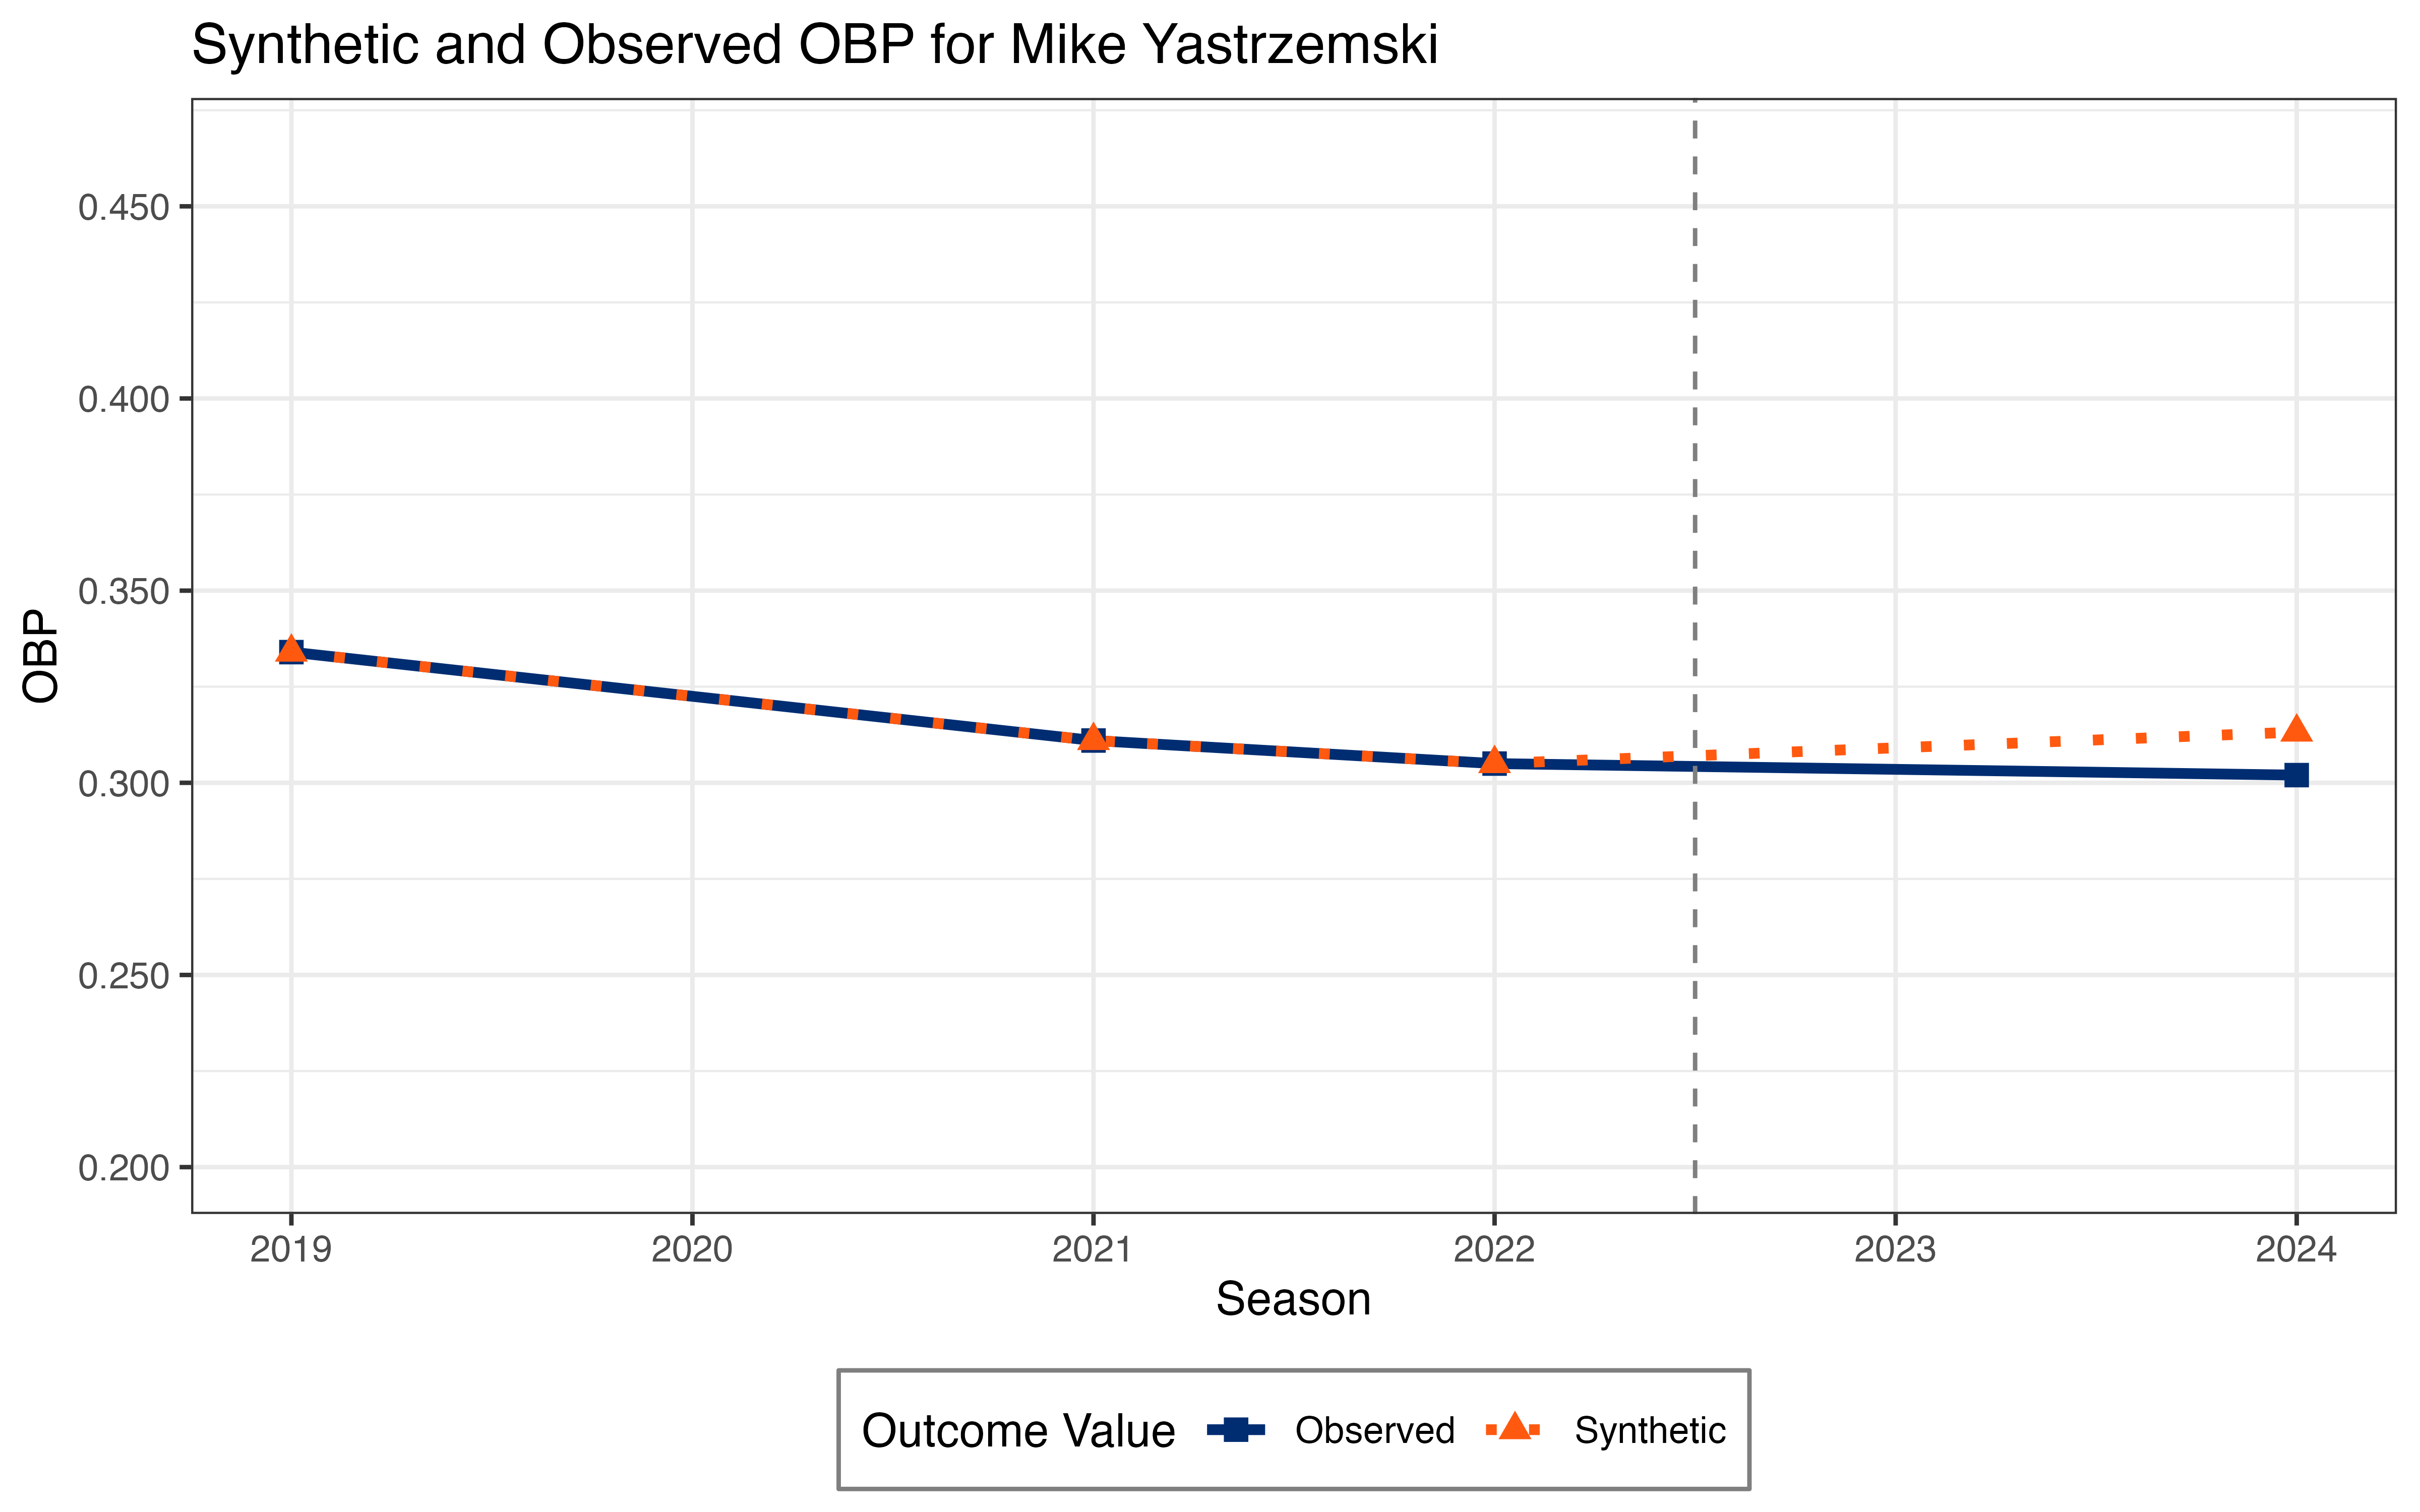 Synthetic and Observed OBP for Mike Yastrzemski
OBP
0.450
0.400
0.350
0.300
0.250
0.200
2019 2020 2021 2022 2023 2024
Season
Outcome Value Observed Synthetic